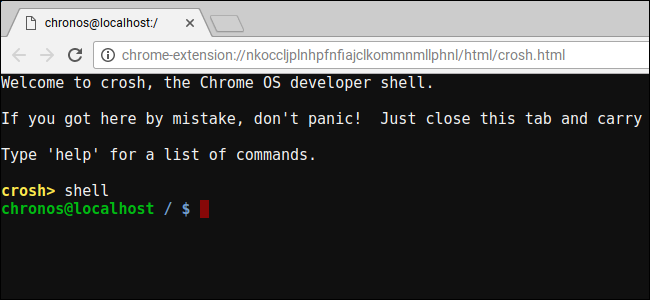 chronos@localhost:/
chrome-extension://nkoccljplnhpfnfiajclkommnmllphnl/html/crosh.html
Welcome to crosh, the Chrome OS developer shell.
If you got here by mistake, don't panic! Just close this tab and carry
Type 'help' for a list of commands.
crosh> shell
chronos@localhost / $